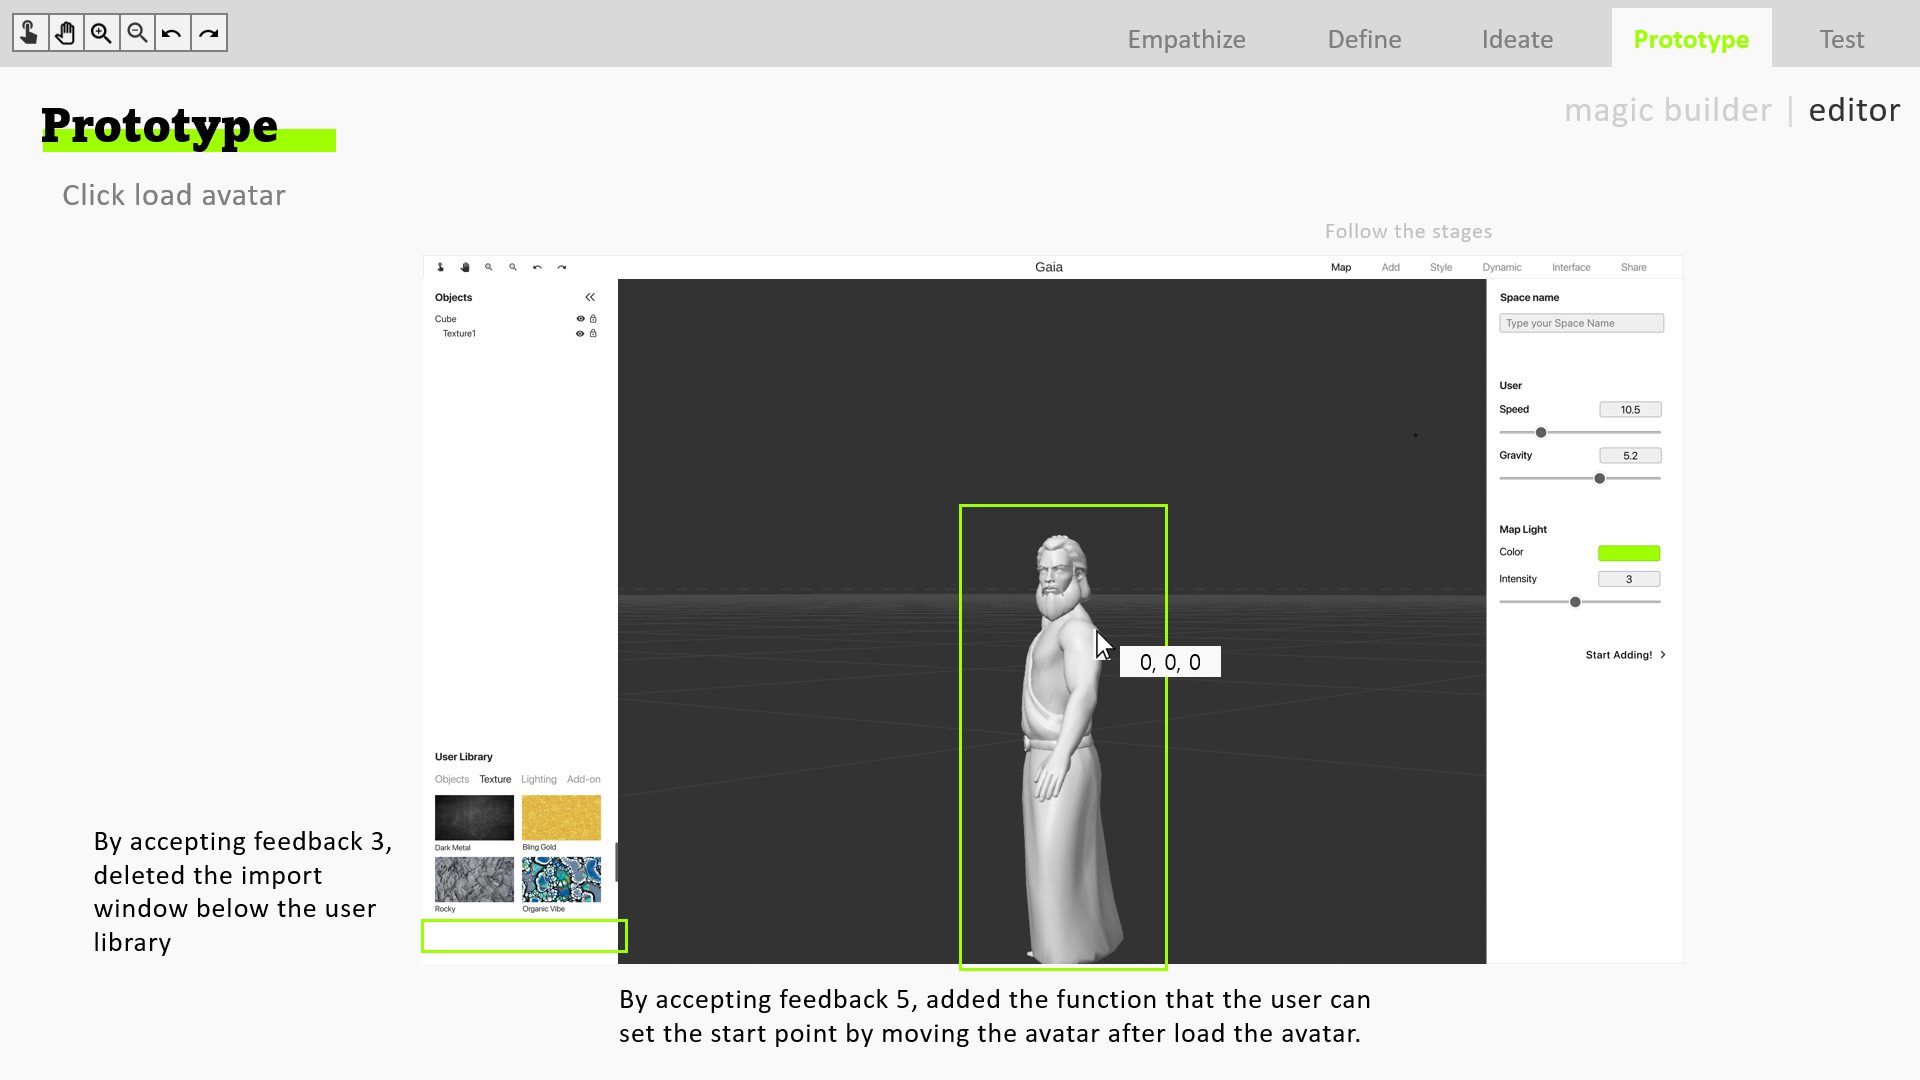 Empathize Define Ideate Prototype Test
Prototype
magic builder | editor
Click load avatar
Follow the stages
Gaia
Map Add Style Dynamic Interface Share
Objects
Cube
Texture1
Space name
Type your Space Name
User
Speed 10.5
Gravity 5.2
Map Light
Color
Intensity 3
Start Adding!
0, 0, 0
User Library
Objects Texture Lighting Add-on
Dark Metal Bling Gold
Rocky Organic Vibe
By accepting feedback 3,
deleted the import
window below the user
library
By accepting feedback 5, added the function that the user can
set the start point by moving the avatar after load the avatar.